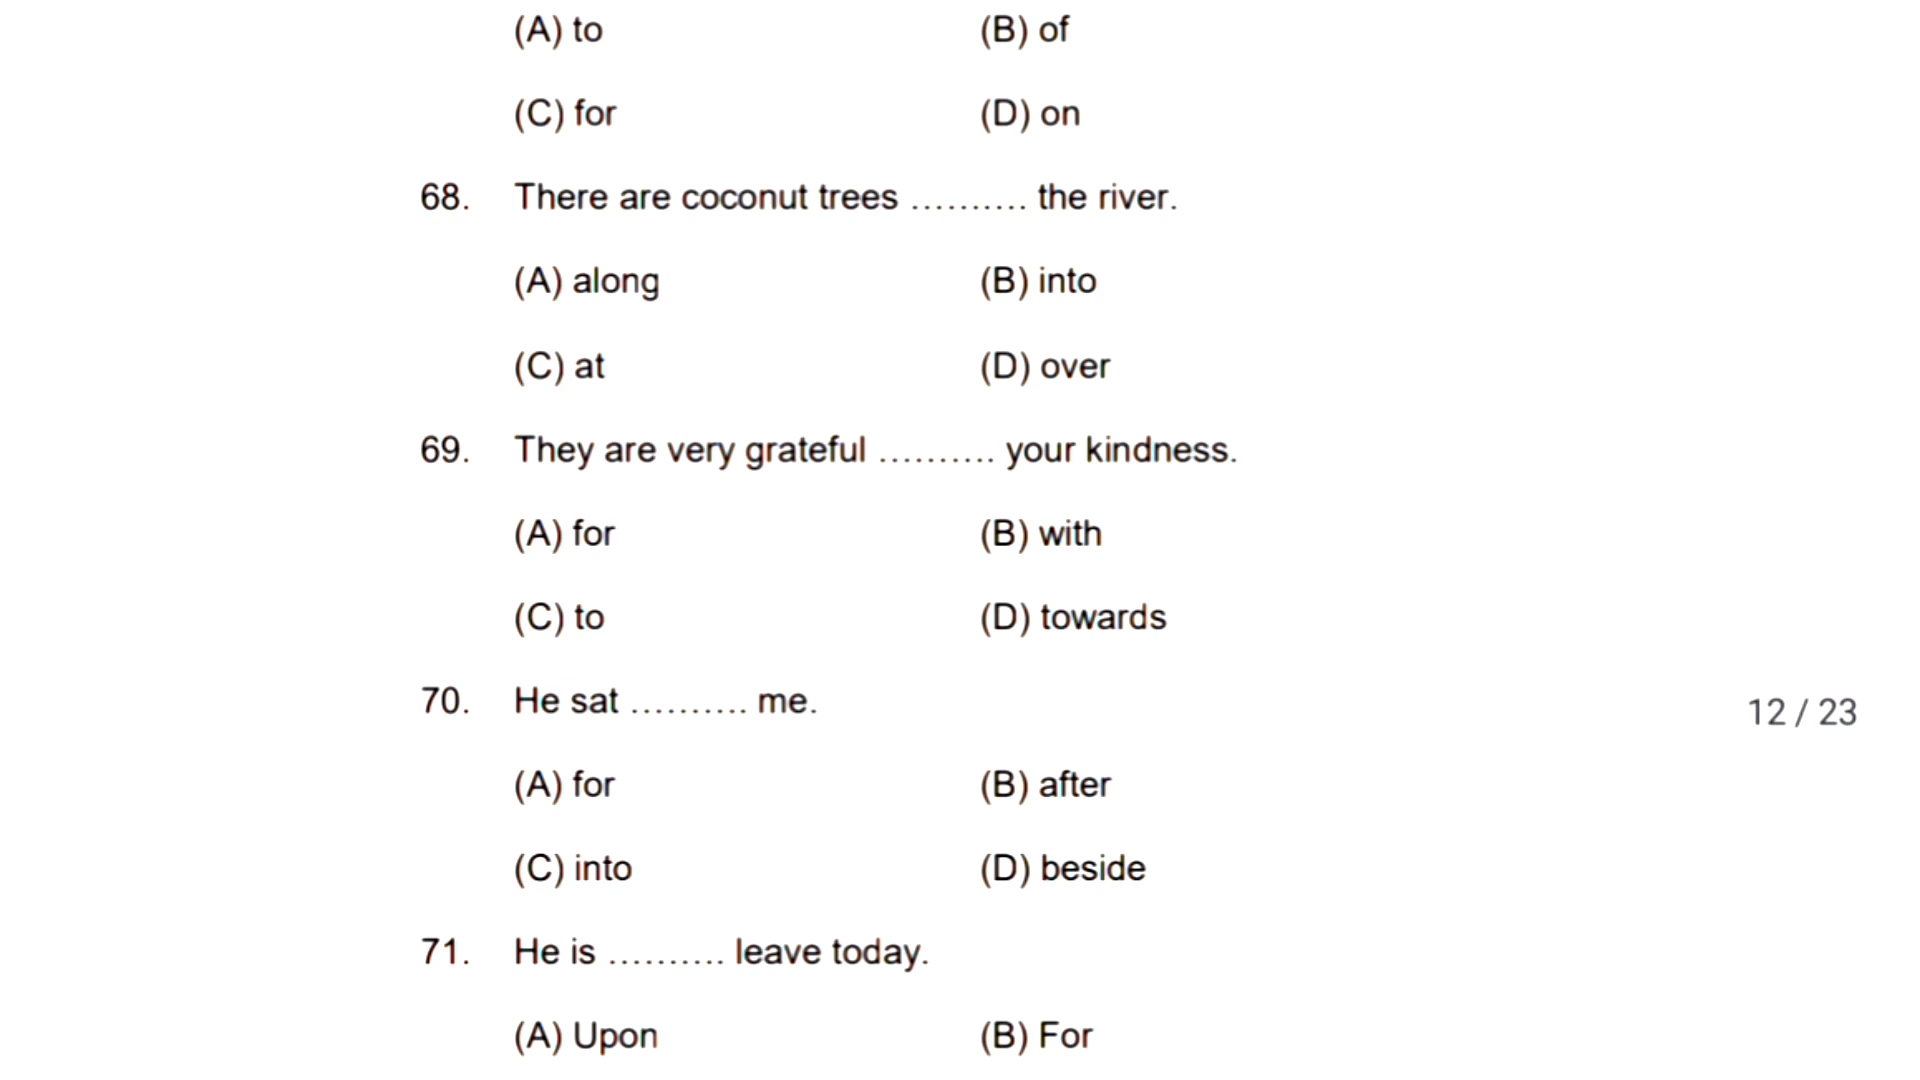 (A) to (B) of
(C) for (D) on
68. There are coconut trees .......... the river.
(A) along (B) into
(C) at (D) over
69. They are very grateful .......... your kindness.
(A) for (B) with
(C) to (D) towards
70. He sat .......... me.
12 / 23
(A) for (B) after
(C) into (D) beside
71. He is .......... leave today.
(A) Upon (B) For